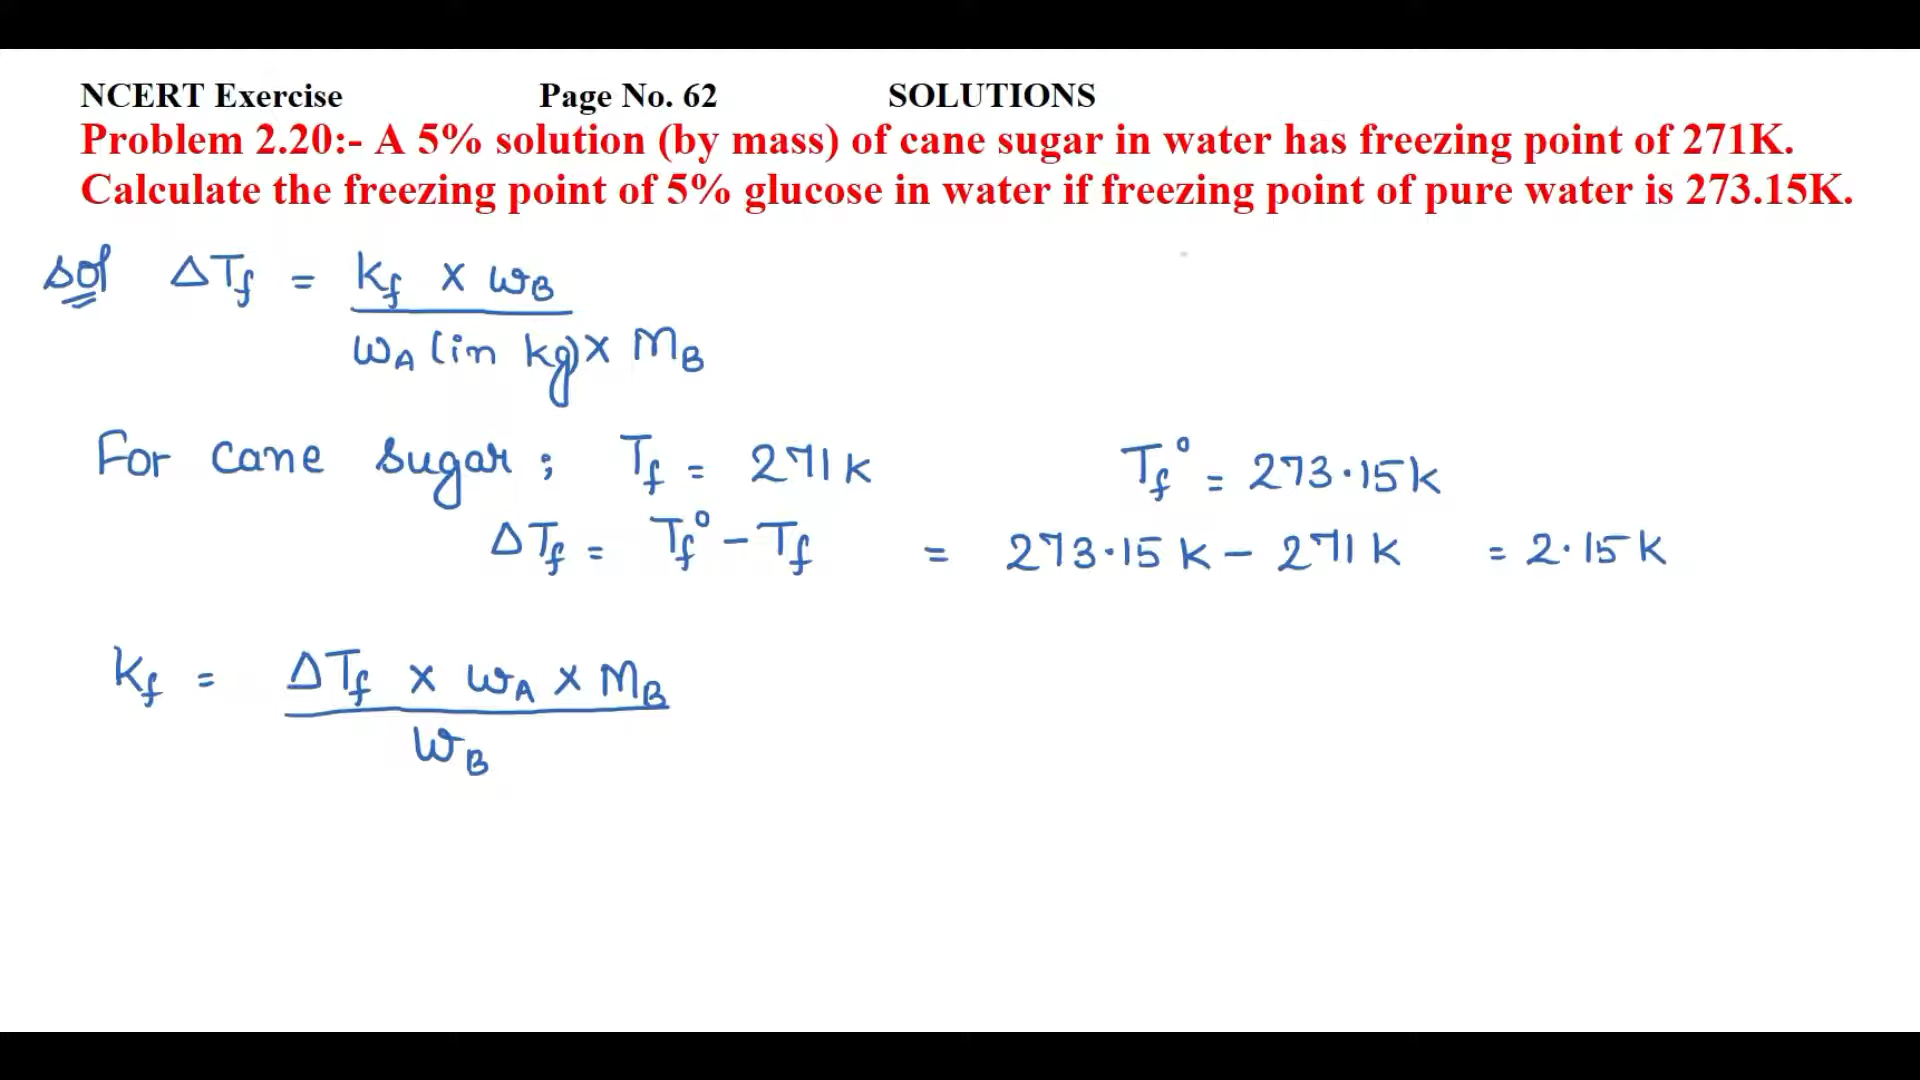 NCERT Exercise Page No. 62 SOLUTIONS
Problem 2.20:- A 5% solution (by mass) of cane sugar in water has freezing point of 271K.
Calculate the freezing point of 5% glucose in water if freezing point of pure water is 273.15K.
Sol ΔTf = kf × wB
wA (in kg) × MB
For cane sugar ; Tf = 271 k Tf° = 273.15 k
ΔTf = Tf° − Tf = 273.15 k − 271 k = 2.15 k
kf = ΔTf × wA × MB
wB